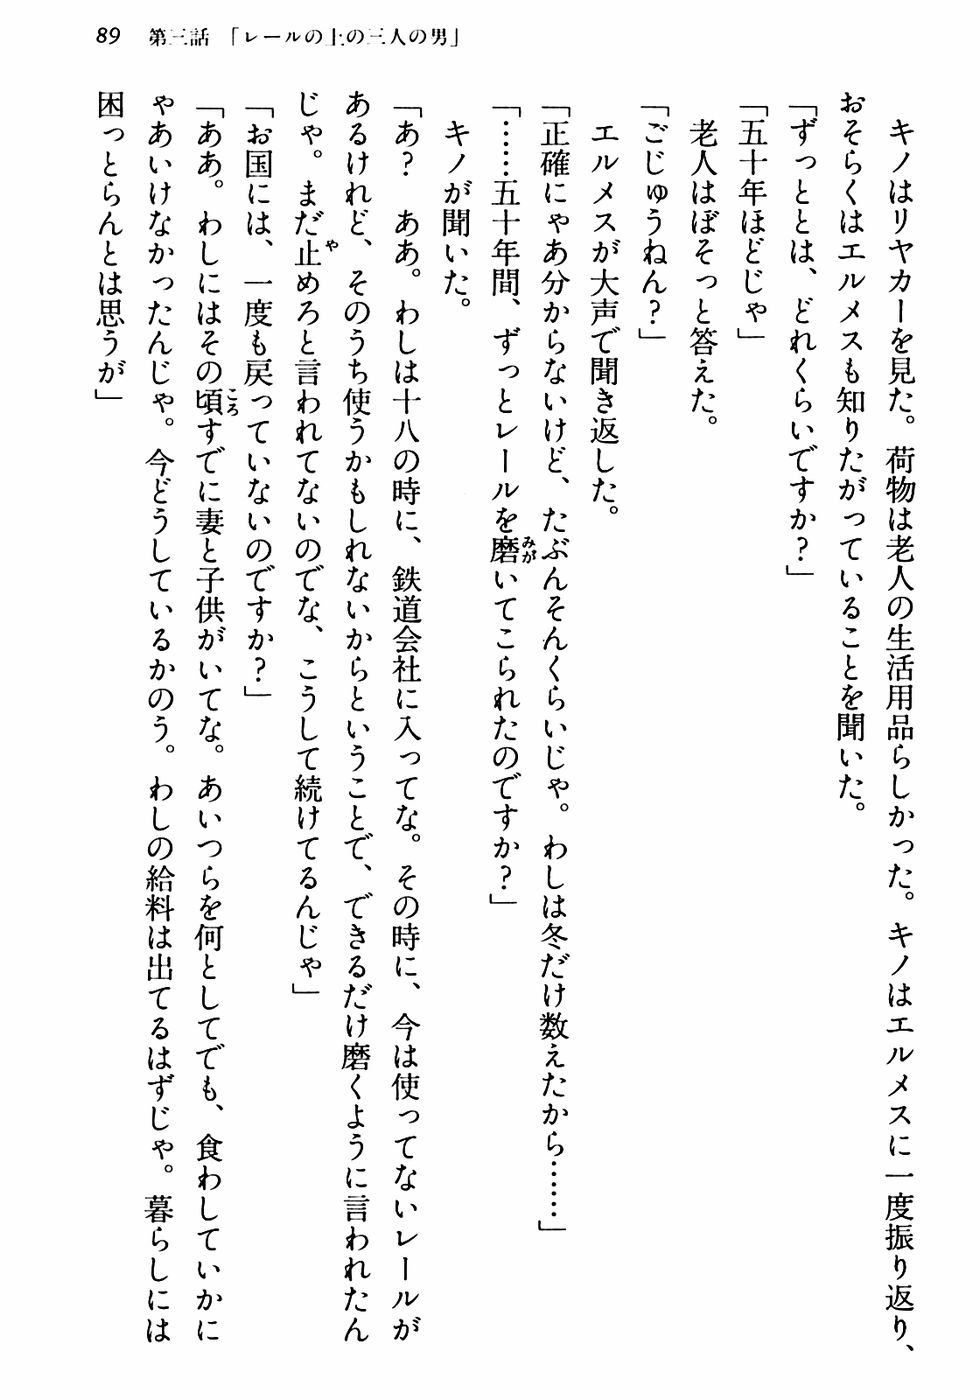 89　第三話　「レールの上の三人の男」
　キノはリヤカーを見た。荷物は老人の生活用品らしかった。キノはエルメスに一度振り返り、
おそらくはエルメスも知りたがっていることを聞いた。
「ずっととは、どれくらいですか？」
「五十年ほどじゃ」
　老人はぼそっと答えた。
「ごじゅうねん？」
　エルメスが大声で聞き返した。
「正確にゃあ分からないけど、たぶんそんくらいじゃ。わしは冬だけ数えたから……」
「……五十年間、ずっとレールを磨いてこられたのですか？」
　キノが聞いた。
「あ？　ああ。わしは十八の時に、鉄道会社に入ってな。その時に、今は使ってないレールが
あるけれど、そのうち使うかもしれないからということで、できるだけ磨くように言われたん
じゃ。まだ止めろと言われてないのでな、こうして続けてるんじゃ」
「お国には、一度も戻っていないのですか？」
「ああ。わしにはその頃すでに妻と子供がいてな。あいつらを何としてでも、食わしていかに
ゃあいけなかったんじゃ。今どうしているかのう。わしの給料は出てるはずじゃ。暮らしには
困っとらんとは思うが」